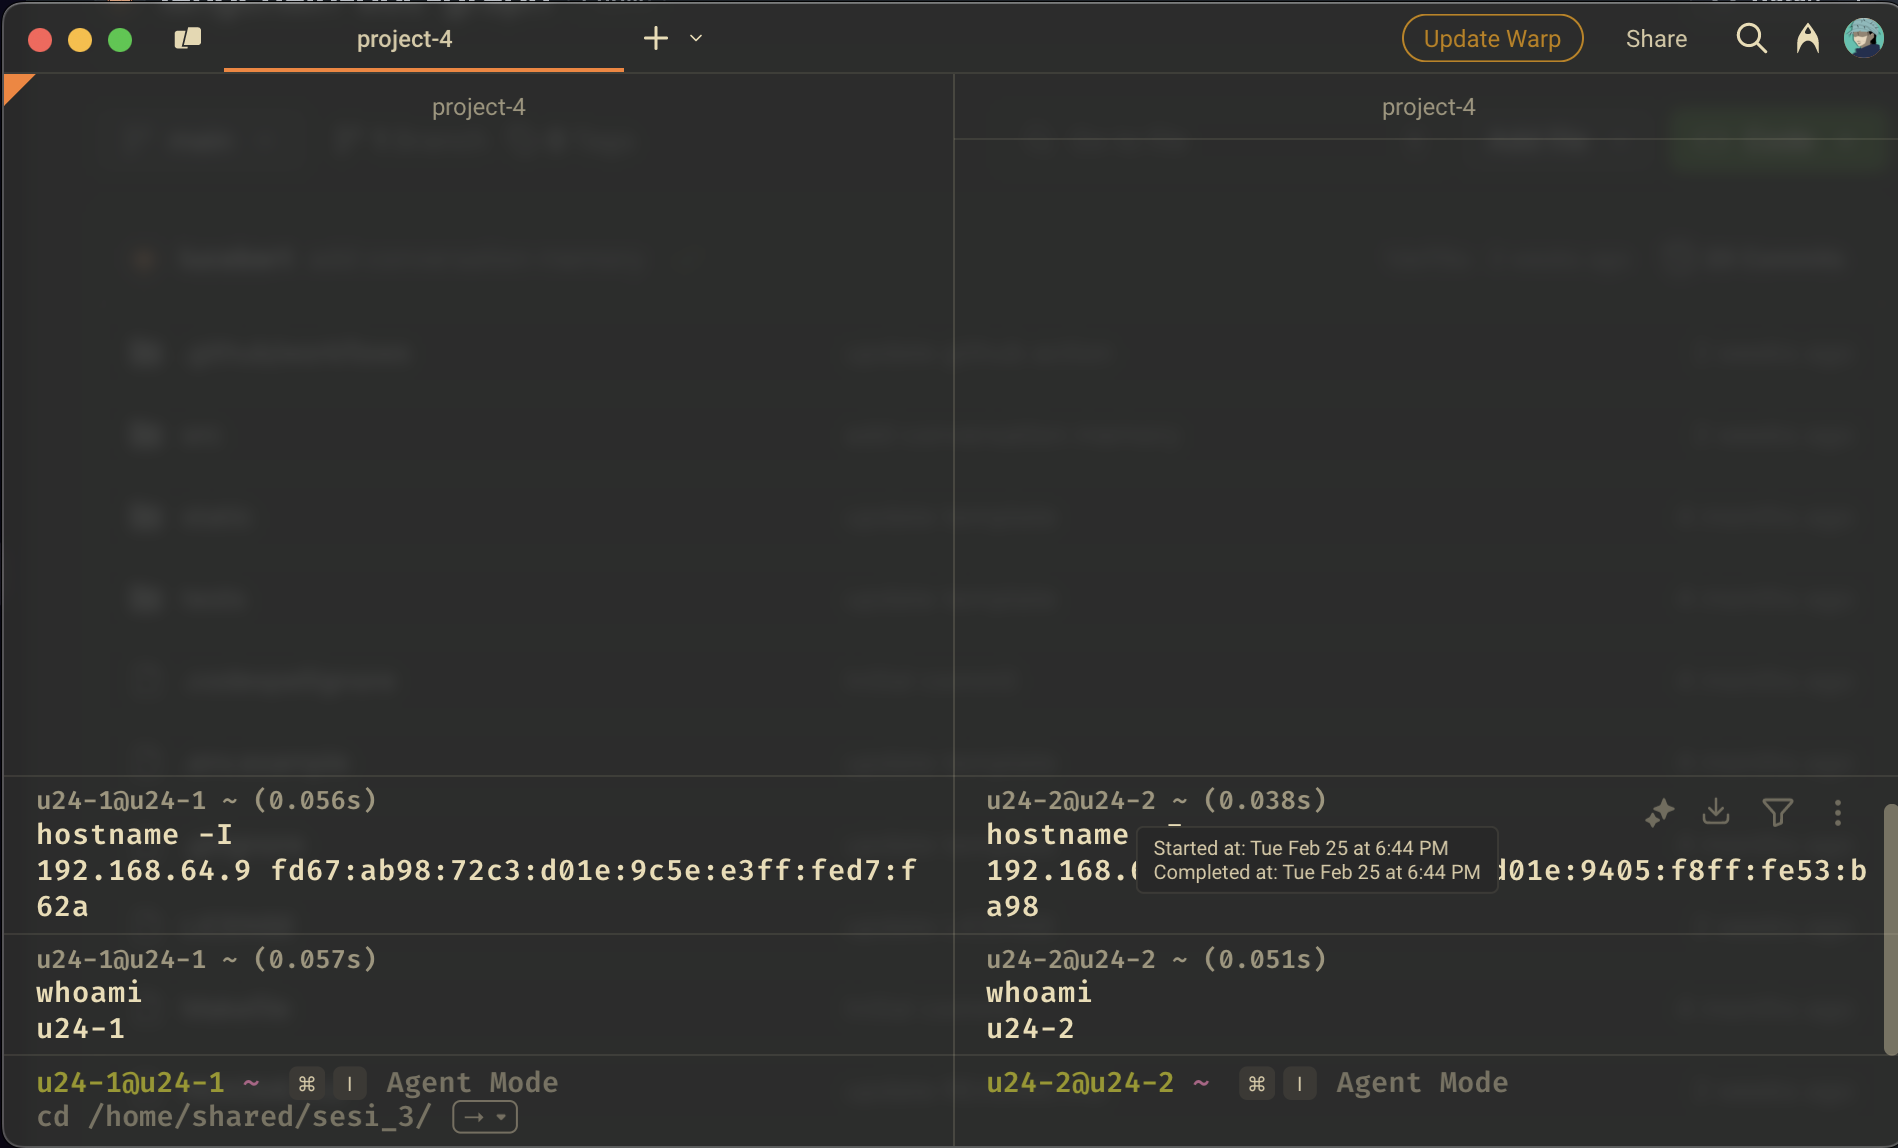 project-4
Update Warp
Share
project-4
project-4
u24-1@u24-1 ~ (0.056s)
hostname -I
192.168.64.9 fd67:ab98:72c3:d01e:9c5e:e3ff:fed7:f
62a
u24-1@u24-1 ~ (0.057s)
whoami
u24-1
u24-1@u24-1 ~ ⌘ I Agent Mode
cd /home/shared/sesi_3/
u24-2@u24-2 ~ (0.038s)
hostname
Started at: Tue Feb 25 at 6:44 PM
Completed at: Tue Feb 25 at 6:44 PM
192.168. d01e:9405:f8ff:fe53:b
a98
u24-2@u24-2 ~ (0.051s)
whoami
u24-2
u24-2@u24-2 ~ ⌘ I Agent Mode